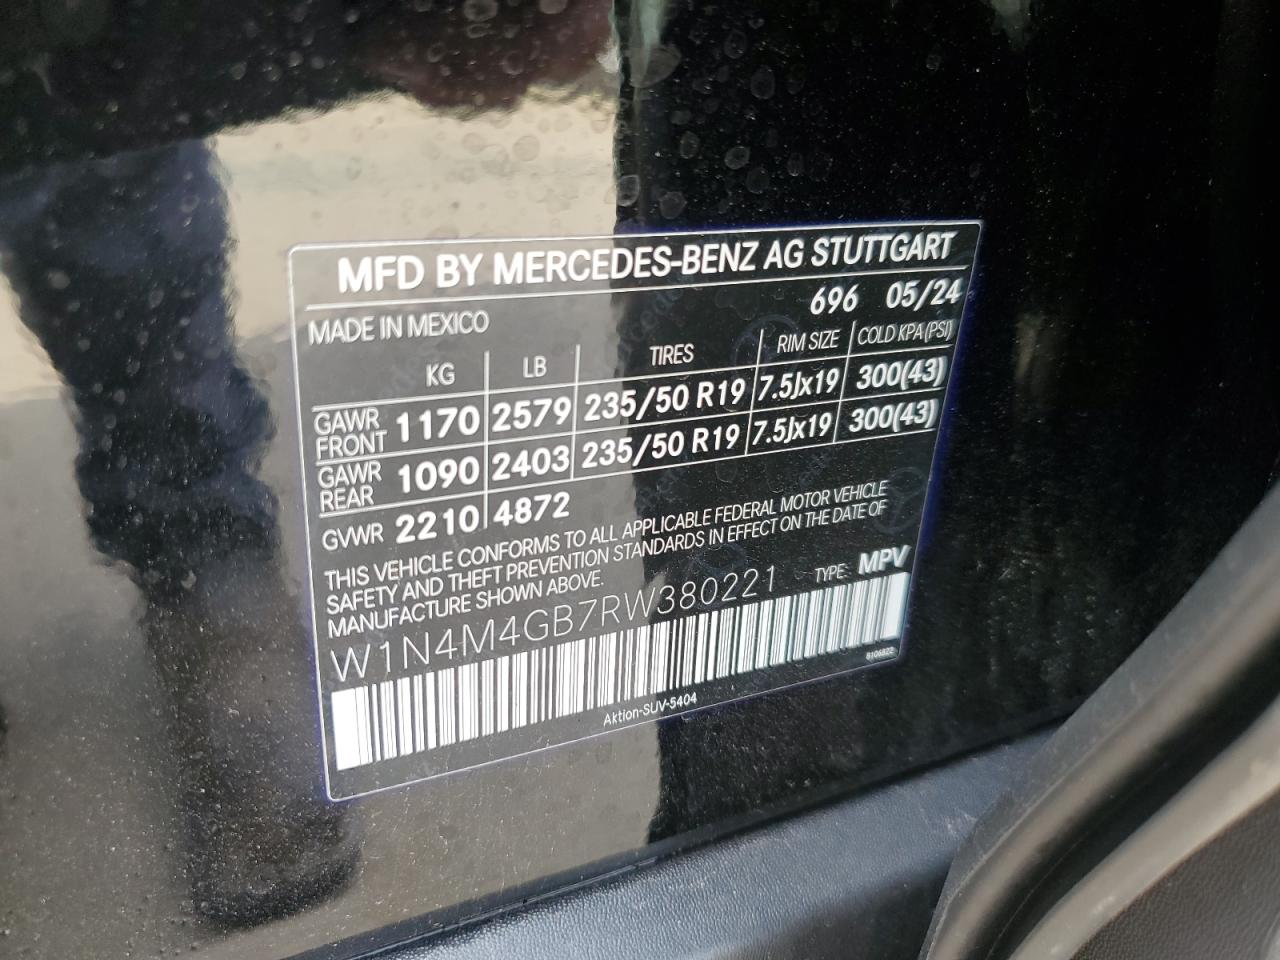 MFD BY MERCEDES-BENZ AG STUTTGART
696 05/24
MADE IN MEXICO
KG LB TIRES RIM SIZE COLD KPA (PSI)
GAWR FRONT 1170 2579 235/50 R19 7.5Jx19 300(43)
GAWR REAR 1090 2403 235/50 R19 7.5Jx19 300(43)
GVWR 2210 4872
THIS VEHICLE CONFORMS TO ALL APPLICABLE FEDERAL MOTOR VEHICLE
SAFETY AND THEFT PREVENTION STANDARDS IN EFFECT ON THE DATE OF
MANUFACTURE SHOWN ABOVE.
W1N4M4GB7RW380221 TYPE: MPV
Aktion-SUV-5404